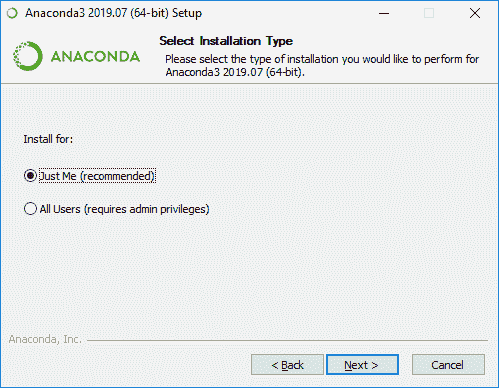 Anaconda3 2019.07 (64-bit) Setup
Select Installation Type
ANACONDA
Please select the type of installation you would like to perform for
Anaconda3 2019.07 (64-bit).
Install for:
Just Me (recommended)
All Users (requires admin privileges)
Anaconda, Inc.
< Back
Next >
Cancel